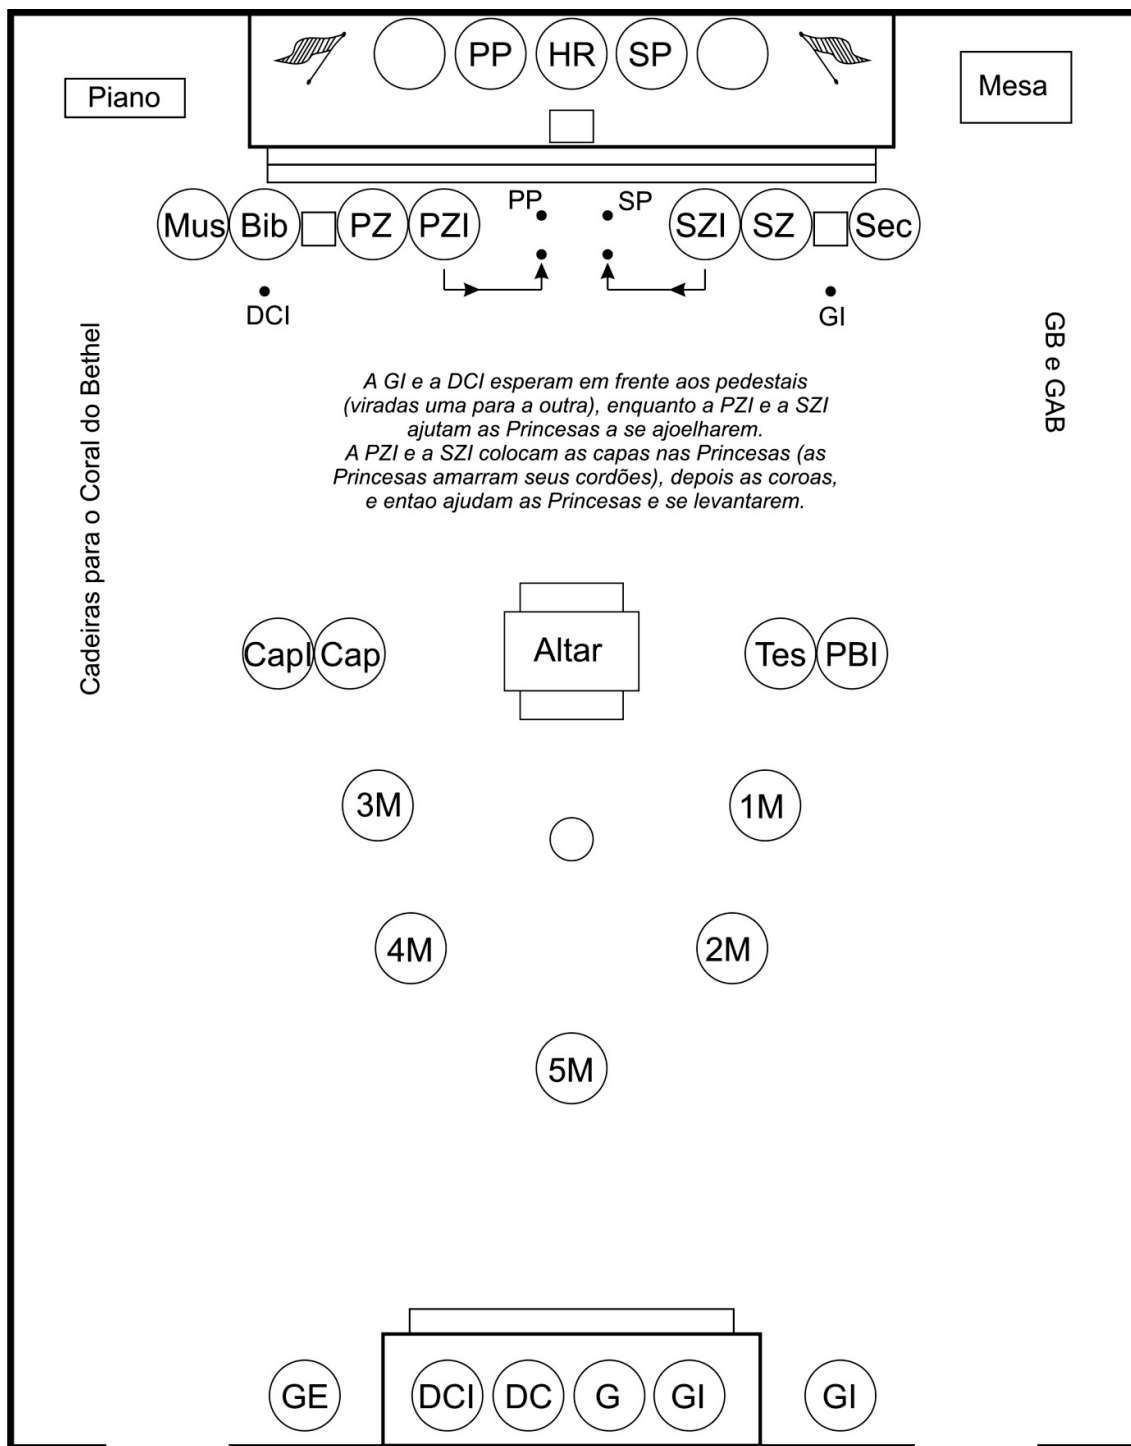 PP HR SP
Piano
Mesa
Mus Bib PZ PZI PP SP SZI SZ Sec
DCI
GI
Cadeiras para o Coral do Bethel
GB e GAB
A GI e a DCI esperam em frente aos pedestais
(viradas uma para a outra), enquanto a PZI e a SZI
ajutam as Princesas a se ajoelharem.
A PZI e a SZI colocam as capas nas Princesas (as
Princesas amarram seus cordões), depois as coroas,
e entao ajudam as Princesas e se levantarem.
CapI Cap Altar Tes PBI
3M 1M
4M 2M
5M
GE DCI DC G GI GI